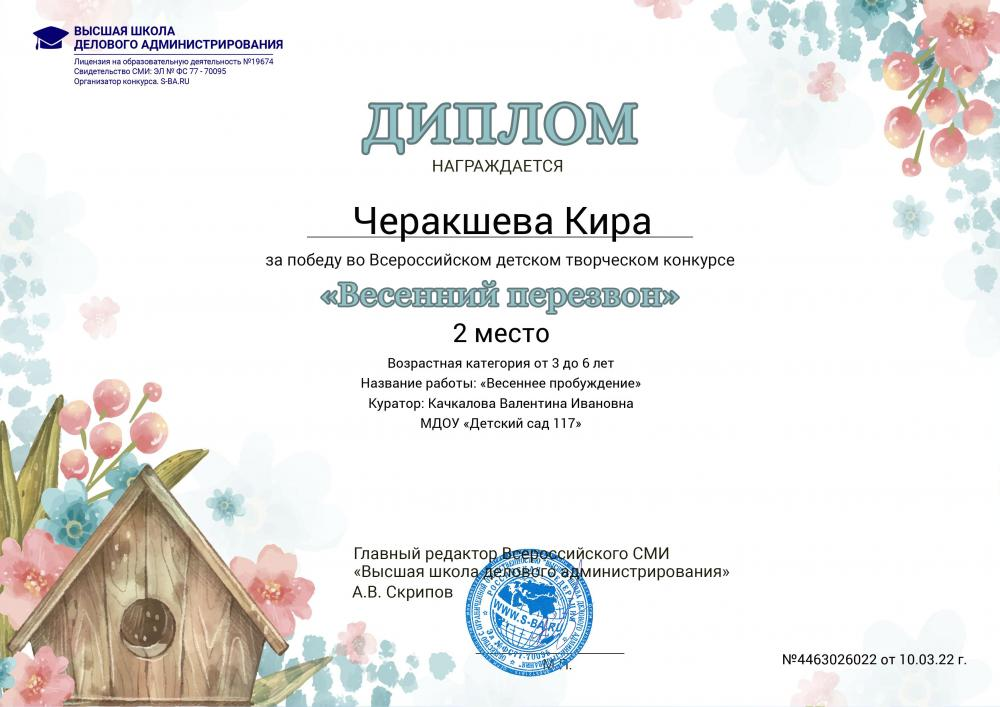 ВЫСШАЯ ШКОЛА
ДЕЛОВОГО АДМИНИСТРИРОВАНИЯ
Лицензия на образовательную деятельность №19674
Свидетельство СМИ: ЭЛ № ФС 77 - 70095
Организатор конкурса. S-BA.RU
ДИПЛОМ
НАГРАЖДАЕТСЯ
Черакшева Кира
за победу во Всероссийском детском творческом конкурсе
«Весенний перезвон»
2 место
Возрастная категория от 3 до 6 лет
Название работы: «Весеннее пробуждение»
Куратор: Качкалова Валентина Ивановна
МДОУ «Детский сад 117»
Главный редактор Всероссийского СМИ
«Высшая школа делового администрирования»
А.В. Скрипов
WWW.S-BA.RU
№4463026022 от 10.03.22 г.